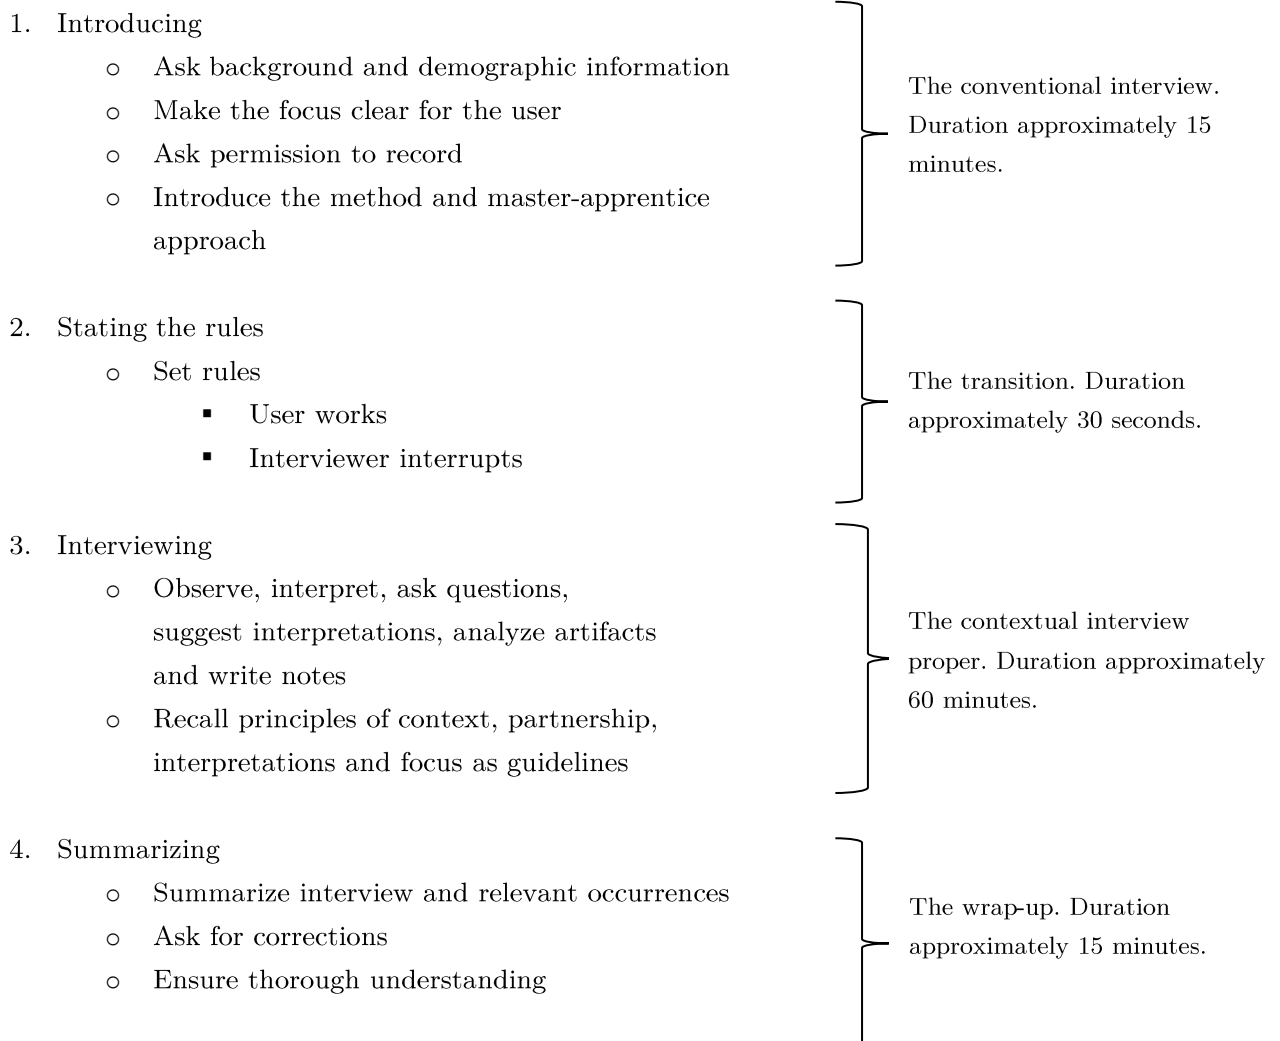 1. Introducing
○ Ask background and demographic information
○ Make the focus clear for the user
○ Ask permission to record
○ Introduce the method and master-apprentice
approach
The conventional interview.
Duration approximately 15
minutes.
2. Stating the rules
○ Set rules
▪ User works
▪ Interviewer interrupts
The transition. Duration
approximately 30 seconds.
3. Interviewing
○ Observe, interpret, ask questions,
suggest interpretations, analyze artifacts
and write notes
○ Recall principles of context, partnership,
interpretations and focus as guidelines
The contextual interview
proper. Duration approximately
60 minutes.
4. Summarizing
○ Summarize interview and relevant occurrences
○ Ask for corrections
○ Ensure thorough understanding
The wrap-up. Duration
approximately 15 minutes.